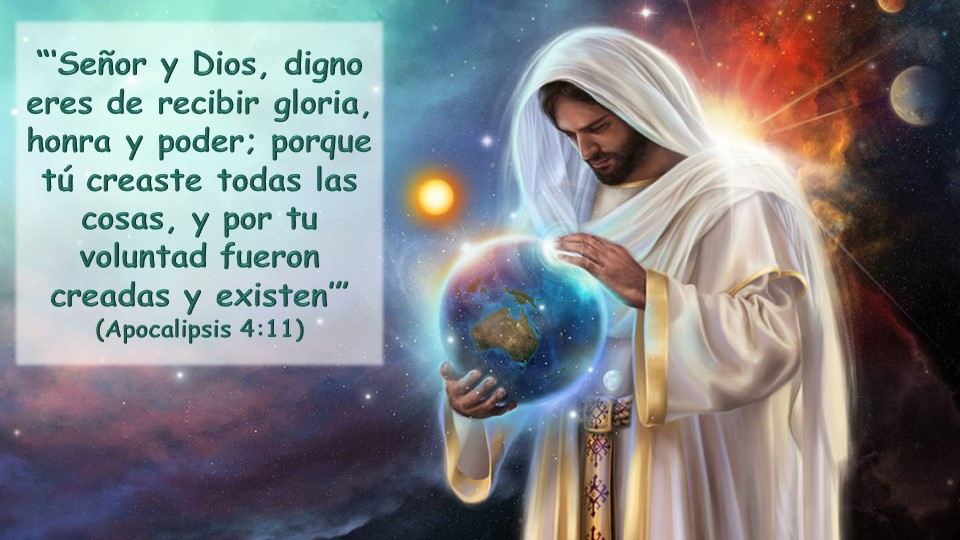 “‘Señor y Dios, digno
eres de recibir gloria,
honra y poder; porque
tú creaste todas las
cosas, y por tu
voluntad fueron
creadas y existen’”
(Apocalipsis 4:11)